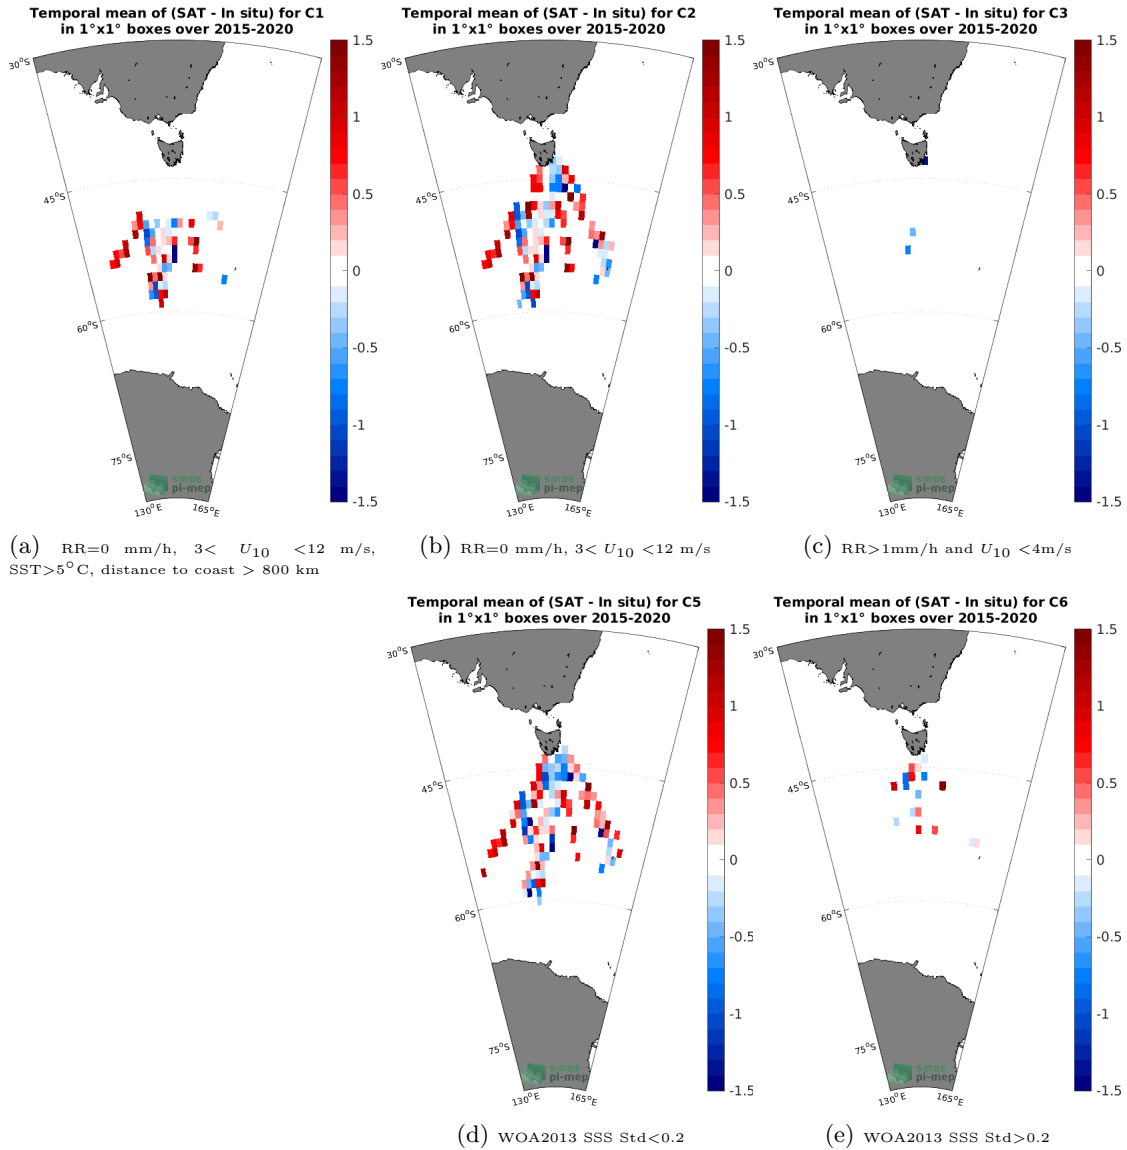 Temporal mean of (SAT - In situ) for C1
in 1°x1° boxes over 2015-2020
30°S
45°S
60°S
75°S
130°E
165°E
1.5
1
0.5
0
-0.5
-1
-1.5
smos
pi-mep
(a) RR=0 mm/h, 3< U10 <12 m/s,
SST>5°C, distance to coast > 800 km
Temporal mean of (SAT - In situ) for C2
in 1°x1° boxes over 2015-2020
30°S
45°S
60°S
75°S
130°E
165°E
1.5
1
0.5
0
-0.5
-1
-1.5
smos
pi-mep
(b) RR=0 mm/h, 3< U10 <12 m/s
Temporal mean of (SAT - In situ) for C3
in 1°x1° boxes over 2015-2020
30°S
45°S
60°S
75°S
130°E
165°E
1.5
1
0.5
0
-0.5
-1
-1.5
smos
pi-mep
(c) RR>1mm/h and U10 <4m/s
Temporal mean of (SAT - In situ) for C5
in 1°x1° boxes over 2015-2020
30°S
45°S
60°S
75°S
130°E
165°E
1.5
1
0.5
0
-0.5
-1
-1.5
smos
pi-mep
(d) WOA2013 SSS Std<0.2
Temporal mean of (SAT - In situ) for C6
in 1°x1° boxes over 2015-2020
30°S
45°S
60°S
75°S
130°E
165°E
1.5
1
0.5
0
-0.5
-1
-1.5
smos
pi-mep
(e) WOA2013 SSS Std>0.2